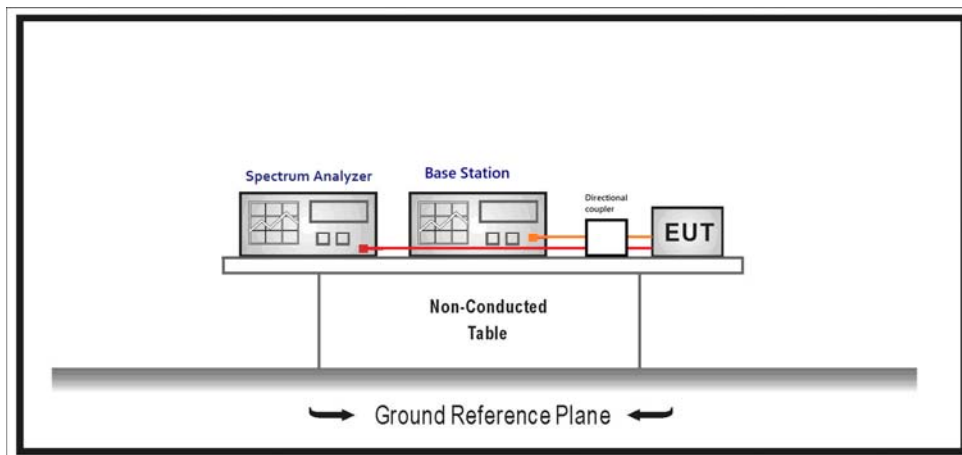 Spectrum Analyzer
Base Station
Directional
coupler
EUT
Non-Conducted
Table
Ground Reference Plane